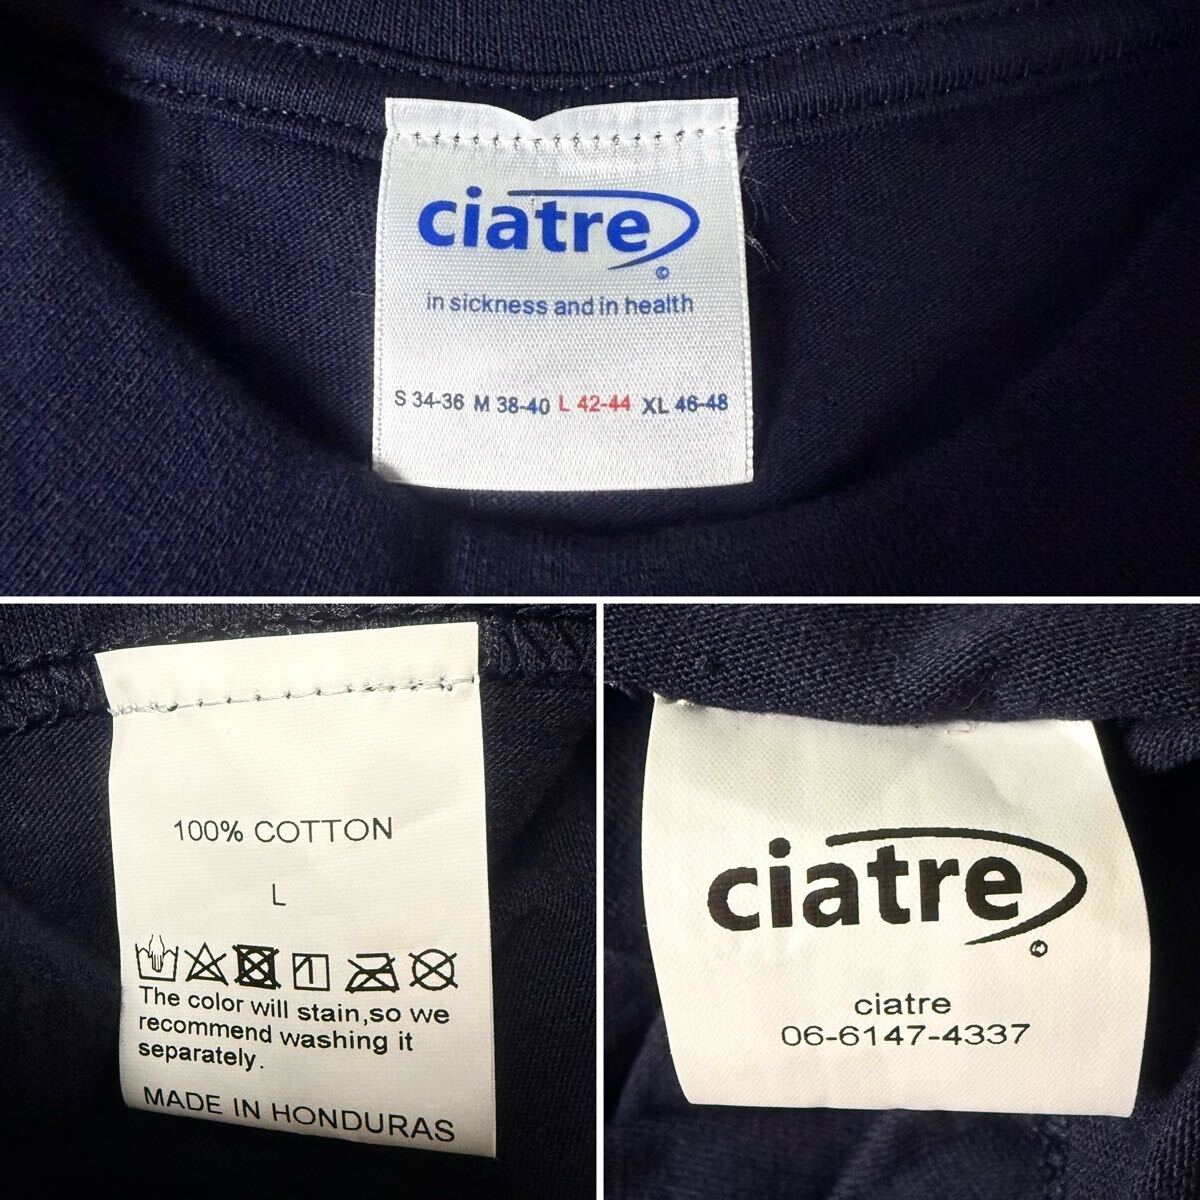 ciatre
©
in sickness and in health
S 34-36 M 38-40 L 42-44 XL 46-48
100% COTTON
L
The color will stain,so we
recommend washing it
separately.
MADE IN HONDURAS
ciatre
©
ciatre
06-6147-4337